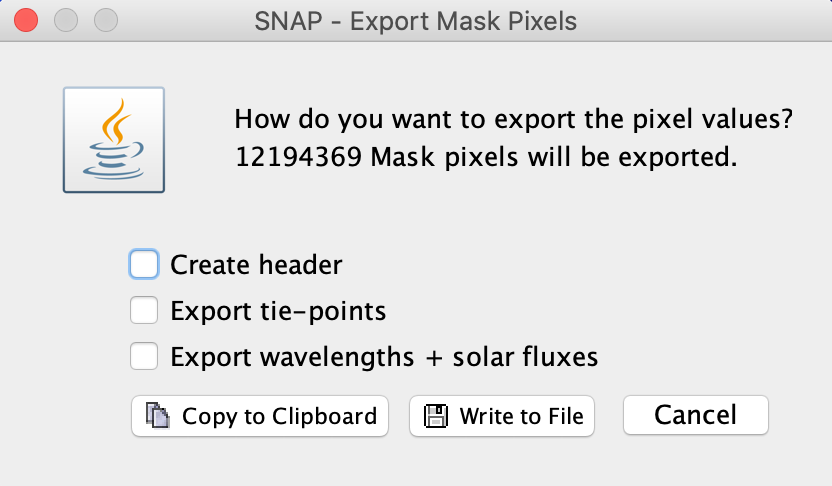 SNAP - Export Mask Pixels
How do you want to export the pixel values?
12194369 Mask pixels will be exported.
Create header
Export tie-points
Export wavelengths + solar fluxes
Copy to Clipboard
Write to File
Cancel